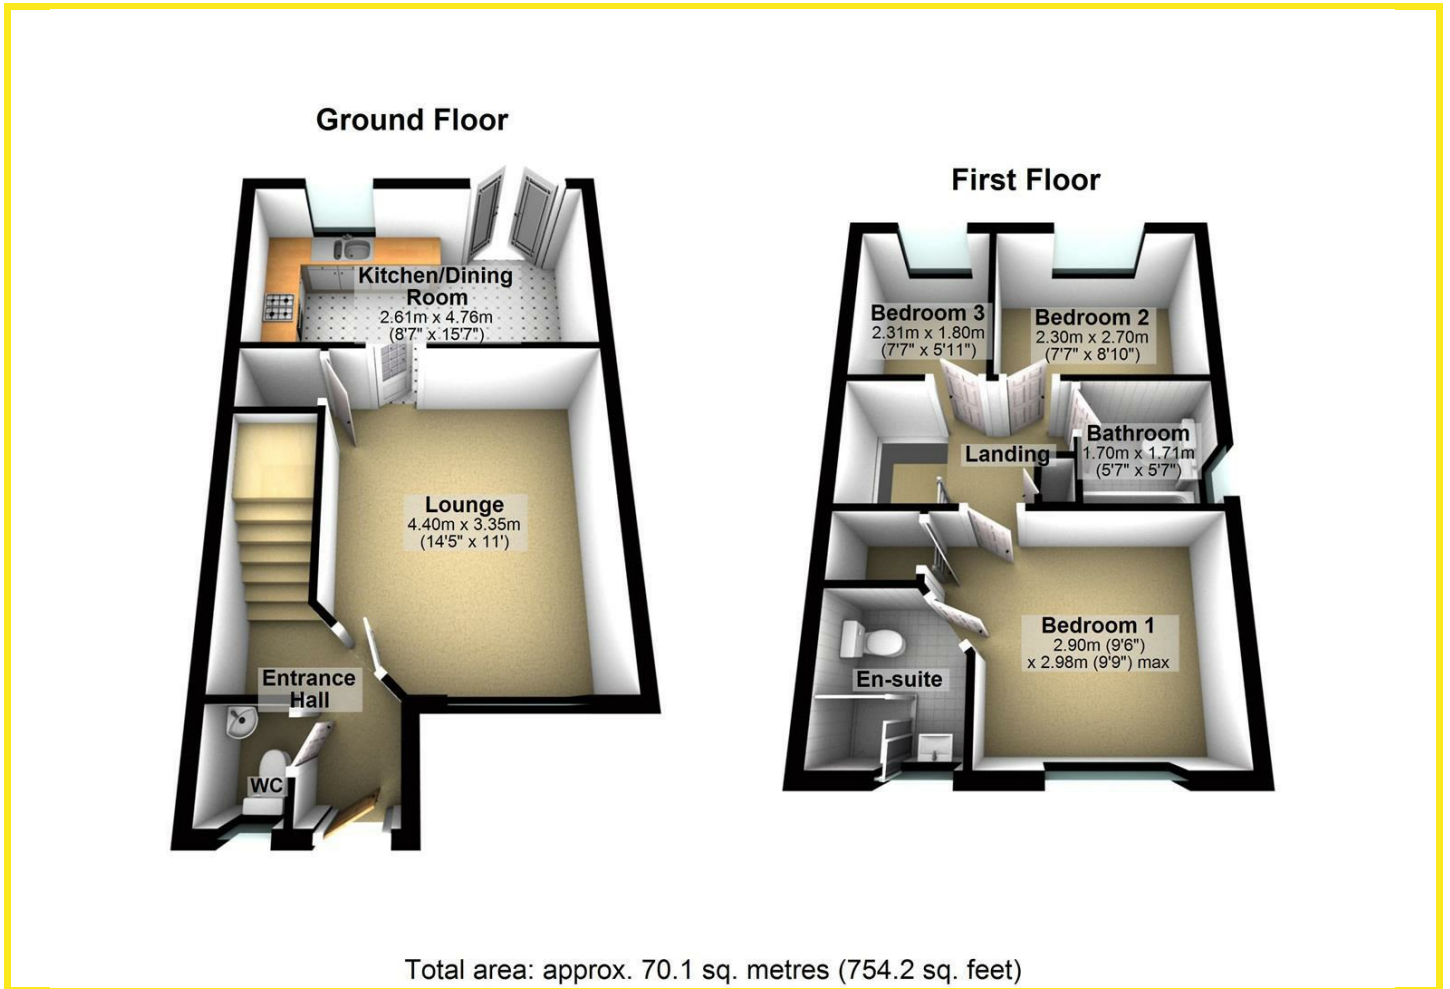 Ground Floor
Kitchen/Dining
Room
2.61m x 4.76m
(8'7" x 15'7")
Lounge
4.40m x 3.35m
(14'5" x 11')
Entrance
Hall
WC
First Floor
Bedroom 3
2.31m x 1.80m
(7'7" x 5'11")
Bedroom 2
2.30m x 2.70m
(7'7" x 8'10")
Landing
Bathroom
1.70m x 1.71m
(5'7" x 5'7")
Bedroom 1
2.90m (9'6")
x 2.98m (9'9") max
En-suite
Total area: approx. 70.1 sq. metres (754.2 sq. feet)